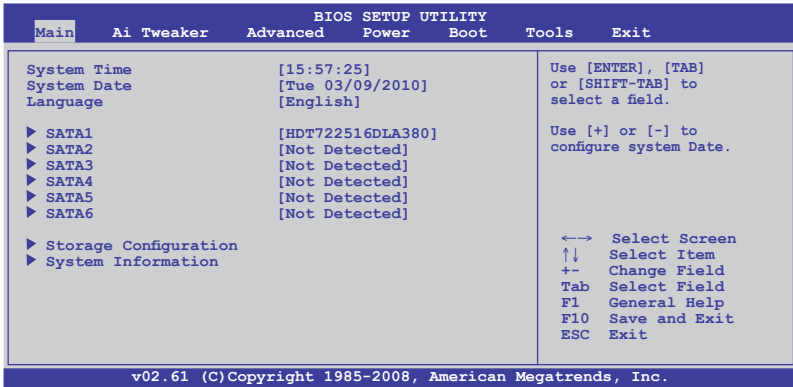 BIOS SETUP UTILITY
Main Ai Tweaker Advanced Power Boot Tools Exit
System Time [15:57:25]
System Date [Tue 03/09/2010]
Language [English]
SATA1 [HDT722516DLA380]
SATA2 [Not Detected]
SATA3 [Not Detected]
SATA4 [Not Detected]
SATA5 [Not Detected]
SATA6 [Not Detected]
Storage Configuration
System Information
Use [ENTER], [TAB]
or [SHIFT-TAB] to
select a field.
Use [+] or [-] to
configure system Date.
←→ Select Screen
↑↓ Select Item
+- Change Field
Tab Select Field
F1 General Help
F10 Save and Exit
ESC Exit
v02.61 (C)Copyright 1985-2008, American Megatrends, Inc.